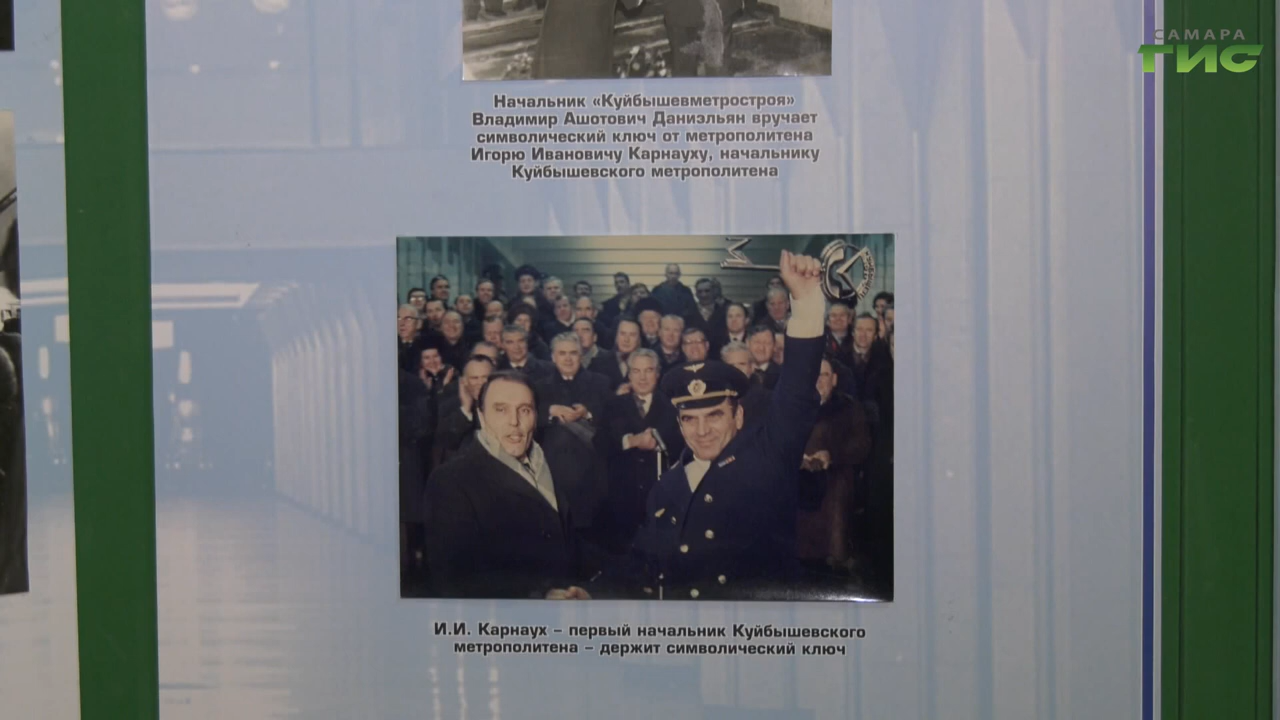 САМАРА
ГИС
Начальник «Куйбышевметростроя»
Владимир Ашотович Даниэльян вручает
символический ключ от метрополитена
Игорю Ивановичу Карнауху, начальнику
Куйбышевского метрополитена
И.И. Карнаух – первый начальник Куйбышевского
метрополитена – держит символический ключ